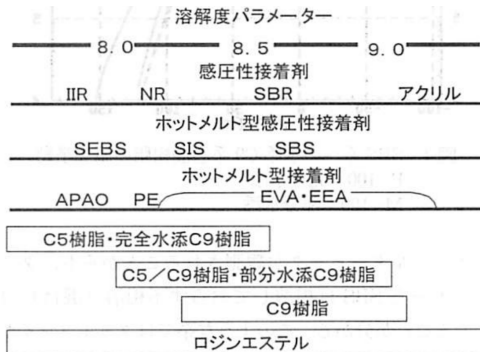 溶解度パラメーター
8.0 8.5 9.0
感圧性接着剤
IIR NR SBR アクリル
ホットメルト型感圧性接着剤
SEBS SIS SBS
ホットメルト型接着剤
APAO PE EVA・EEA
C5樹脂・完全水添C9樹脂
C5／C9樹脂・部分水添C9樹脂
C9樹脂
ロジンエステル